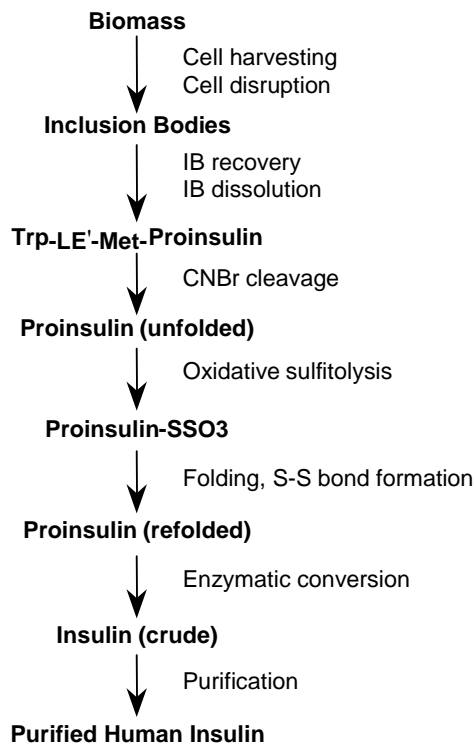 Biomass
Cell harvesting
Cell disruption
Inclusion Bodies
IB recovery
IB dissolution
Trp-LE'-Met-Proinsulin
CNBr cleavage
Proinsulin (unfolded)
Oxidative sulfitolysis
Proinsulin-SSO3
Folding, S-S bond formation
Proinsulin (refolded)
Enzymatic conversion
Insulin (crude)
Purification
Purified Human Insulin